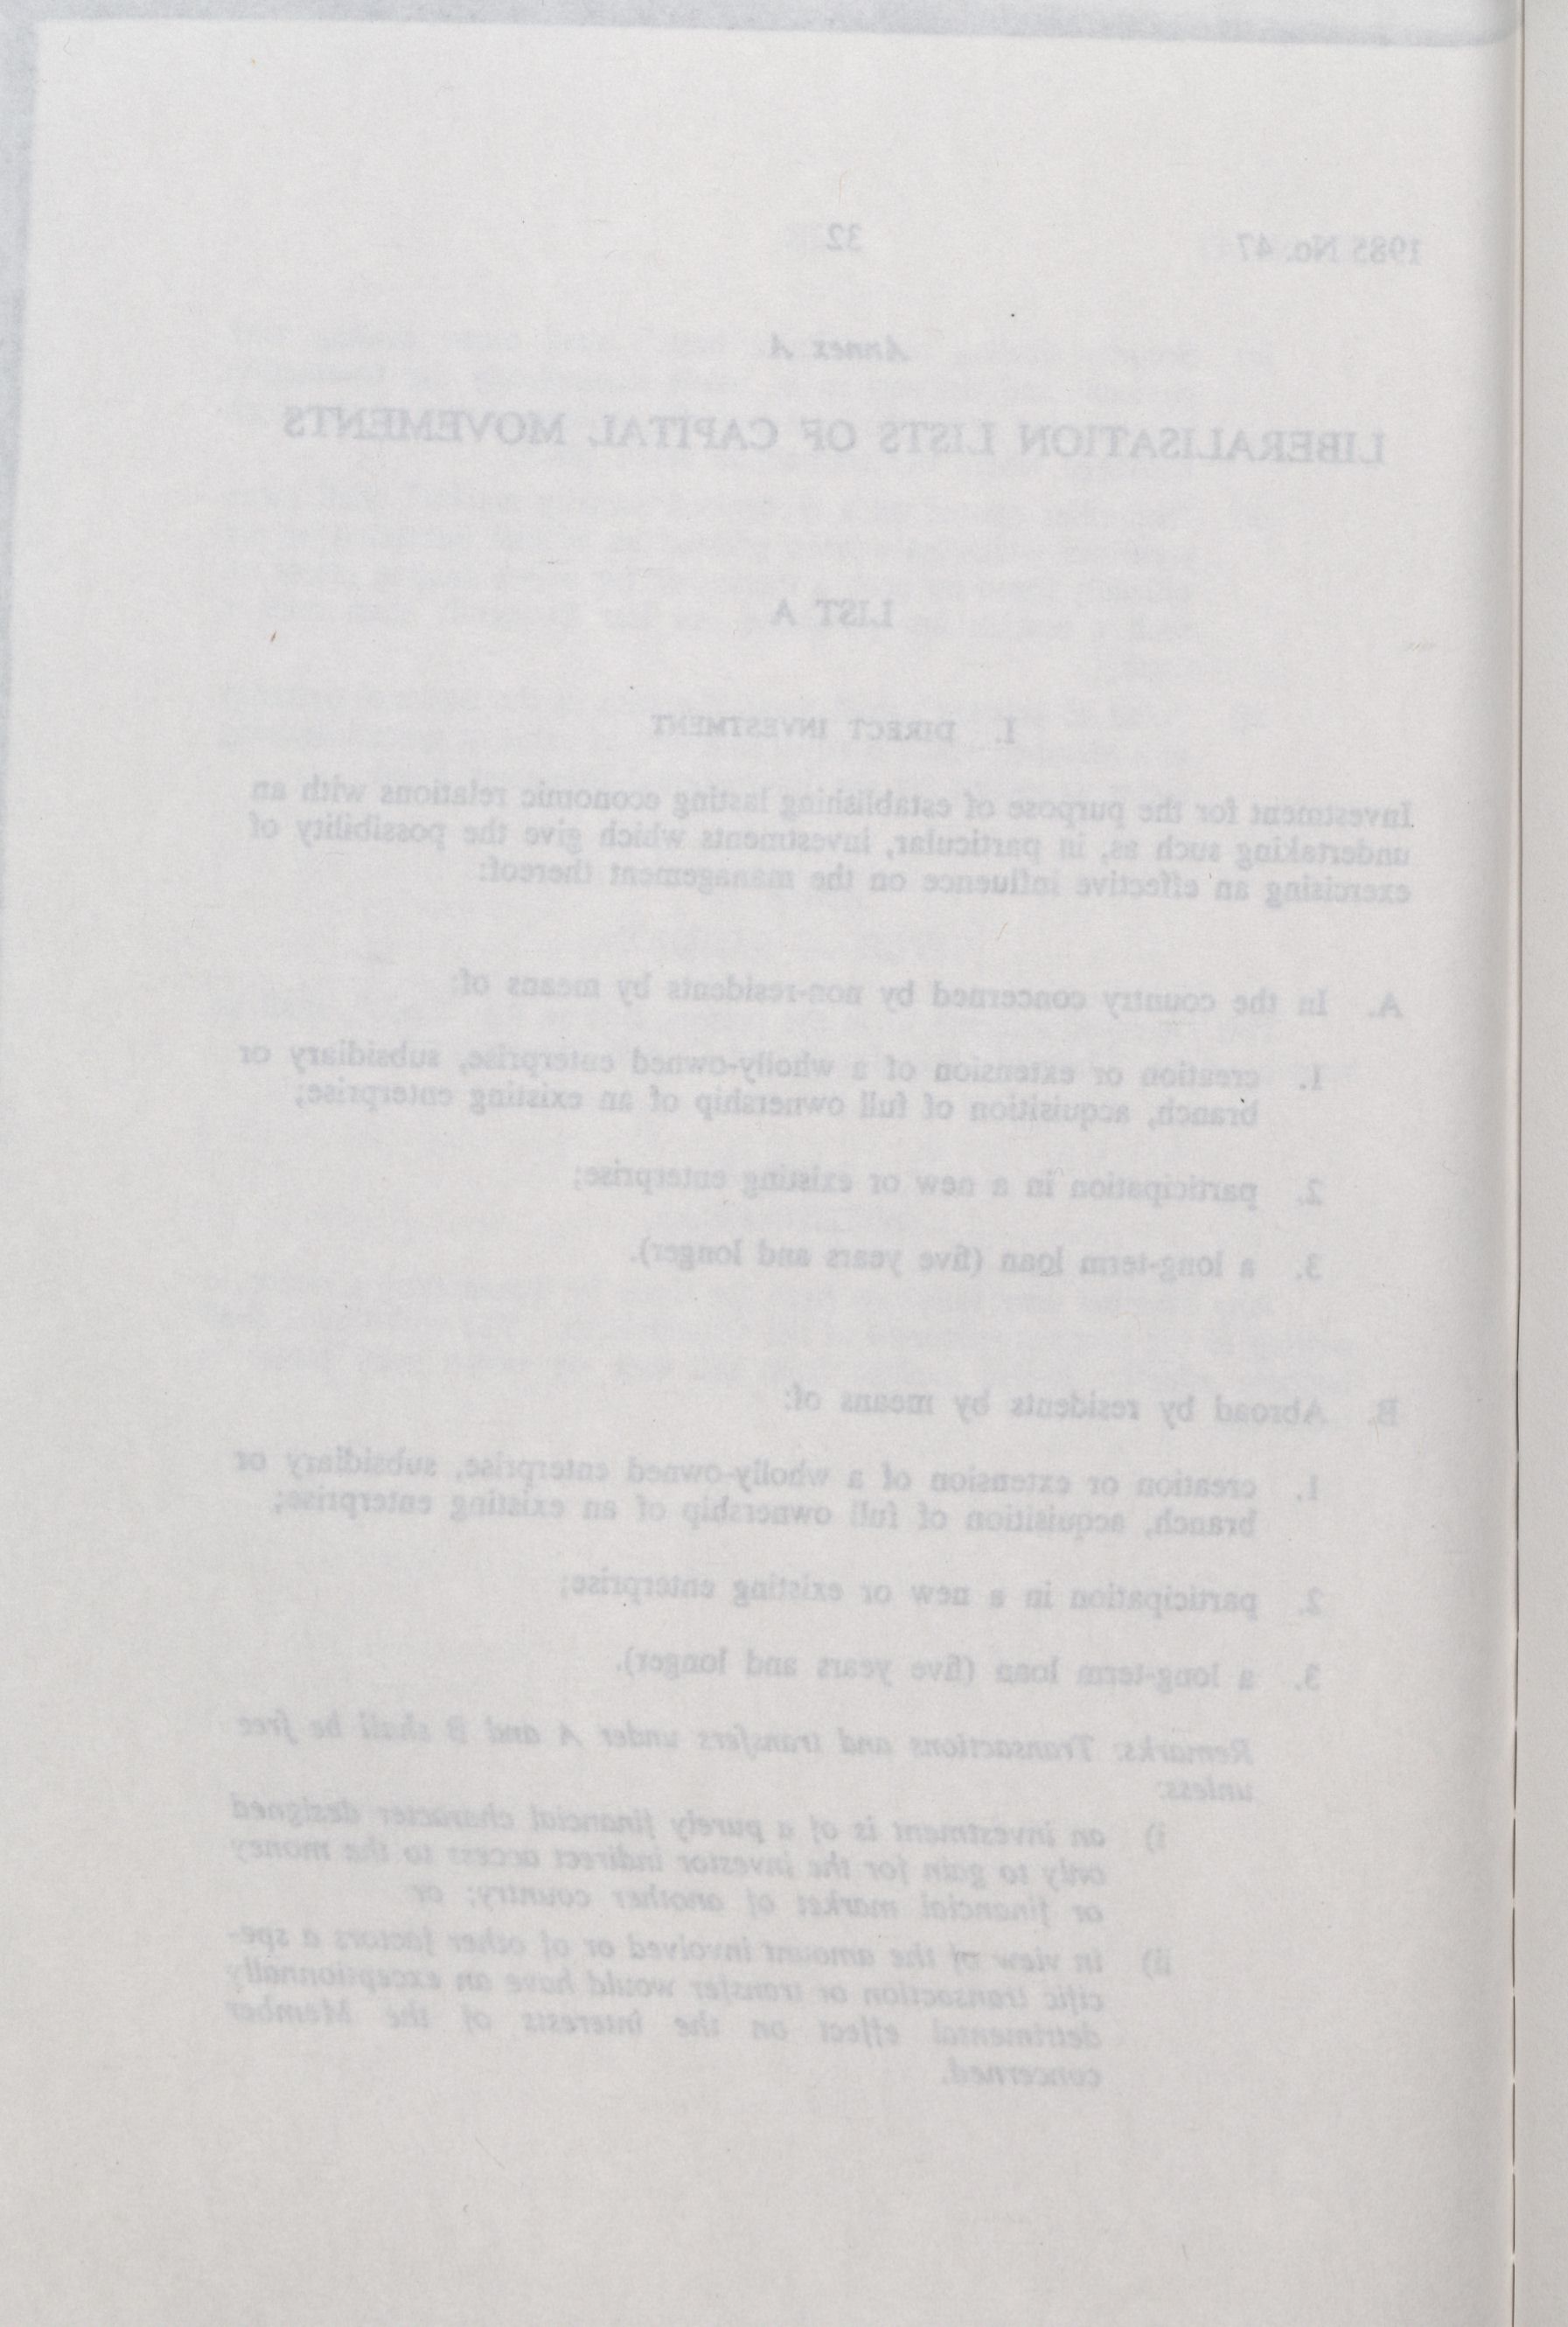 1985 No. 47
32
Annex A
LIBERALISATION LISTS OF CAPITAL MOVEMENTS
LIST A
I. DIRECT INVESTMENT
Investment for the purpose of establishing lasting economic relations with an
undertaking such as, in particular, investments which give the possibility of
exercising an effective influence on the management thereof:
A. In the country concerned by non-residents by means of:
1. creation or extension of a wholly-owned enterprise, subsidiary or
branch, acquisition of full ownership of an existing enterprise;
2. participation in a new or existing enterprise;
3. a long-term loan (five years and longer).
B. Abroad by residents by means of:
1. creation or extension of a wholly-owned enterprise, subsidiary or
branch, acquisition of full ownership of an existing enterprise;
2. participation in a new or existing enterprise;
3. a long-term loan (five years and longer).
Remarks: Transactions and transfers under A and B shall be free
unless:
i) an investment is of a purely financial character designed
only to gain for the investor indirect access to the money
or financial market of another country; or
ii) in view of the amount involved or of other factors a spe-
cific transaction or transfer would have an exceptionnally
detrimental effect on the interests of the Member
concerned.